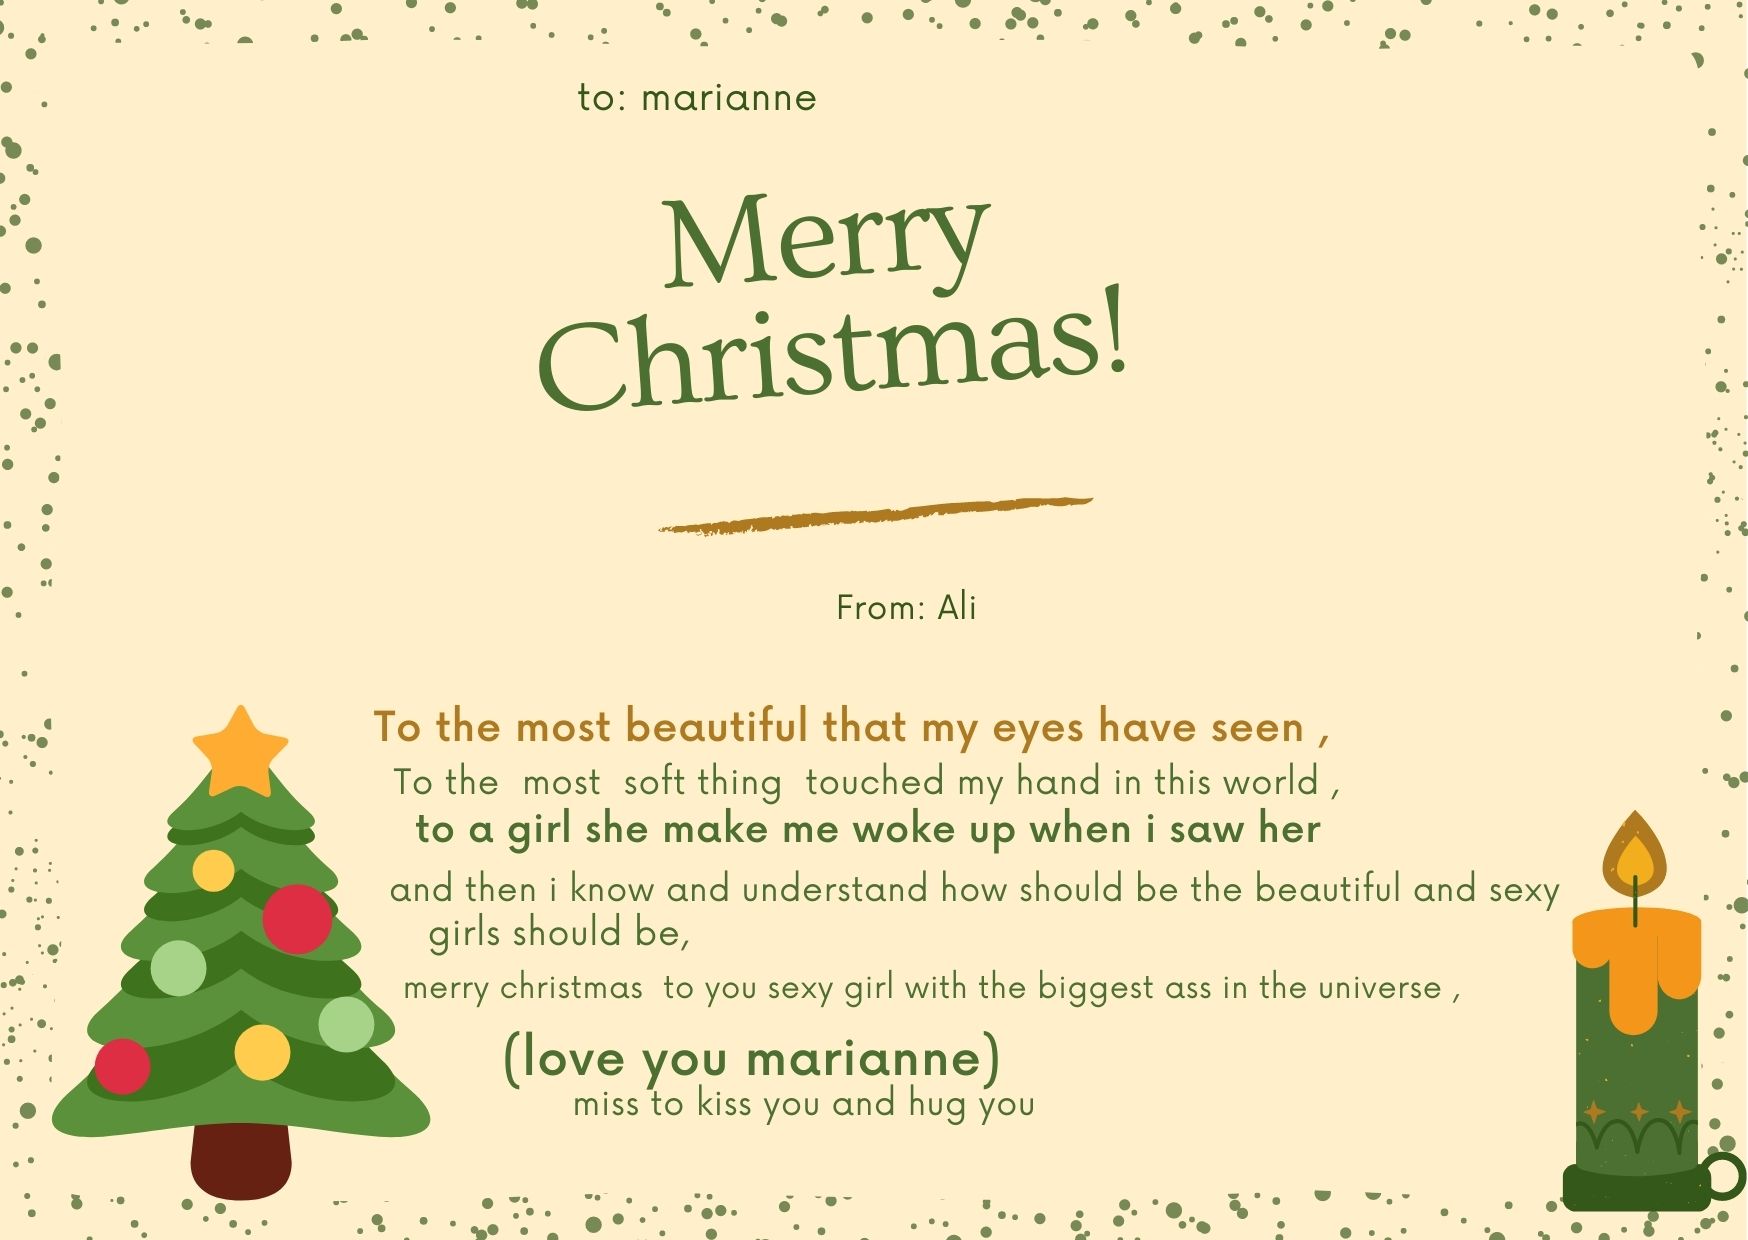 to: marianne
Merry
Christmas!
From: Ali
To the most beautiful that my eyes have seen ,
To the most soft thing touched my hand in this world ,
to a girl she make me woke up when i saw her
and then i know and understand how should be the beautiful and sexy
girls should be,
merry christmas to you sexy girl with the biggest ass in the universe ,
(love you marianne)
miss to kiss you and hug you